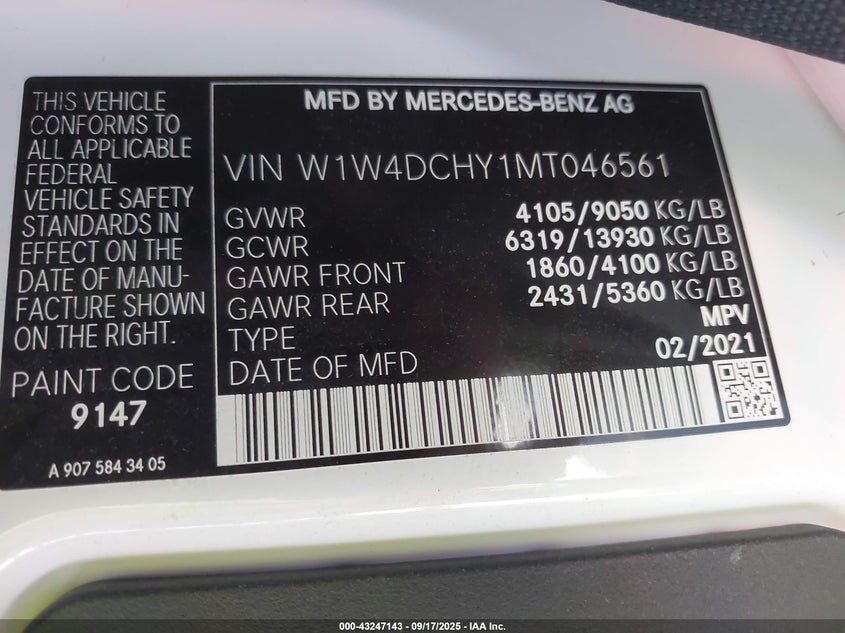 THIS VEHICLE
CONFORMS TO
ALL APPLICABLE
FEDERAL
VEHICLE SAFETY
STANDARDS IN
EFFECT ON THE
DATE OF MANU-
FACTURE SHOWN
ON THE RIGHT.
PAINT CODE
9147
A 907 584 34 05
MFD BY MERCEDES-BENZ AG
VIN W1W4DCHY1MT046561
GVWR 4105/9050 KG/LB
GCWR 6319/13930 KG/LB
GAWR FRONT 1860/4100 KG/LB
GAWR REAR 2431/5360 KG/LB
TYPE MPV
DATE OF MFD 02/2021
000-43247143 - 09/17/2025 - IAA Inc.